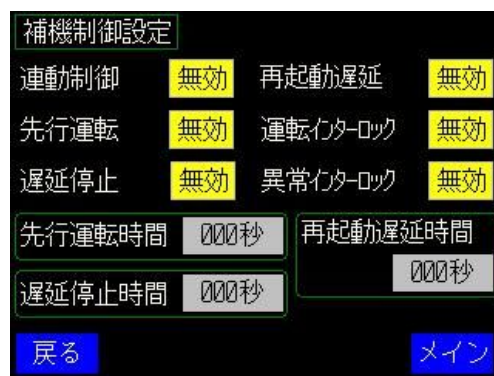 補機制御設定
連動制御 無効 再起動遅延 無効
先行運転 無効 運転インターロック 無効
遅延停止 無効 異常インターロック 無効
先行運転時間 000秒 再起動遅延時間
000秒
遅延停止時間 000秒
戻る メイン